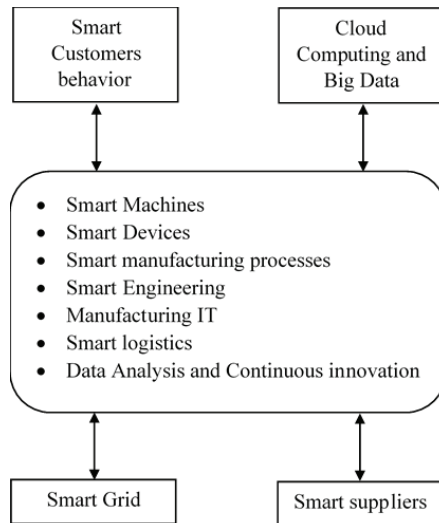 Smart
Customers
behavior
Cloud
Computing and
Big Data
• Smart Machines
• Smart Devices
• Smart manufacturing processes
• Smart Engineering
• Manufacturing IT
• Smart logistics
• Data Analysis and Continuous innovation
Smart Grid
Smart suppliers